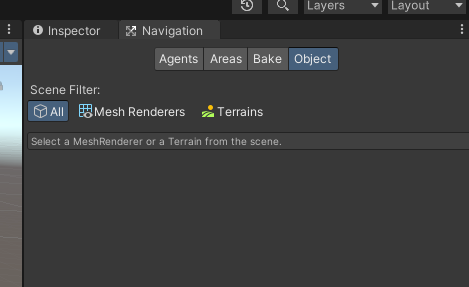 Layers Layout
Inspector Navigation
Agents Areas Bake Object
Scene Filter:
All Mesh Renderers Terrains
Select a MeshRenderer or a Terrain from the scene.